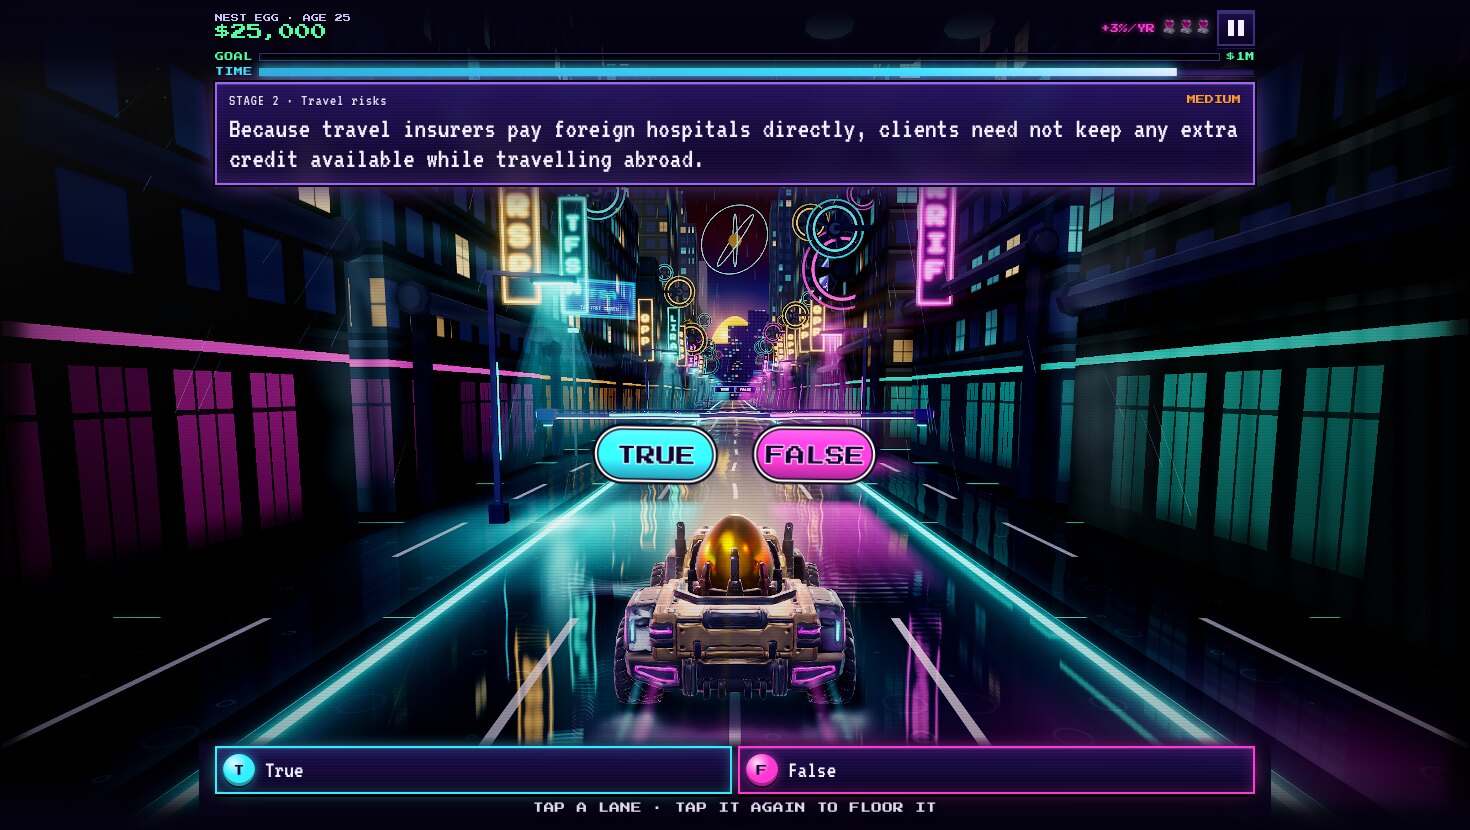 NEST EGG · AGE 25
$25,000
+3%/YR
GOAL
$1M
TIME
STAGE 2 · Travel risks
MEDIUM
Because travel insurers pay foreign hospitals directly, clients need not keep any extra
credit available while travelling abroad.
TRUE
FALSE
T True
F False
TAP A LANE · TAP IT AGAIN TO FLOOR IT